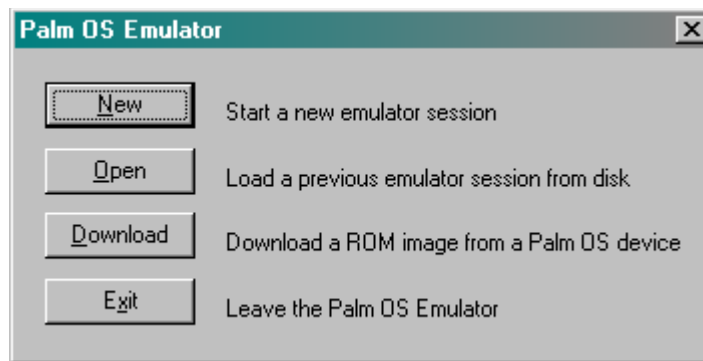 Palm OS Emulator
New Start a new emulator session
Open Load a previous emulator session from disk
Download Download a ROM image from a Palm OS device
Exit Leave the Palm OS Emulator